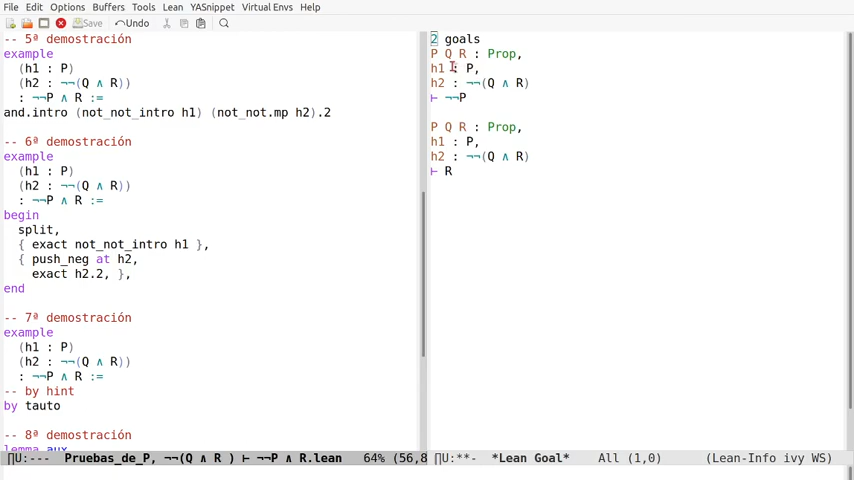 File Edit Options Buffers Tools Lean YASnippet Virtual Envs Help
Save Undo
-- 5ª demostración
example
(h1 : P)
(h2 : ¬¬(Q ∧ R))
: ¬¬P ∧ R :=
and.intro (not_not_intro h1) (not_not.mp h2).2
-- 6ª demostración
example
(h1 : P)
(h2 : ¬¬(Q ∧ R))
: ¬¬P ∧ R :=
begin
split,
{ exact not_not_intro h1 },
{ push_neg at h2,
exact h2.2, },
end
-- 7ª demostración
example
(h1 : P)
(h2 : ¬¬(Q ∧ R))
: ¬¬P ∧ R :=
-- by hint
by tauto
-- 8ª demostración
lemma aux
∏U:--- Pruebas_de_P, ¬¬(Q ∧ R ) ⊢ ¬¬P ∧ R.lean 64% (56,8
2 goals
P Q R : Prop,
h1 : P,
h2 : ¬¬(Q ∧ R)
⊢ ¬¬P
P Q R : Prop,
h1 : P,
h2 : ¬¬(Q ∧ R)
⊢ R
∏U:**- *Lean Goal* All (1,0) (Lean-Info ivy WS)